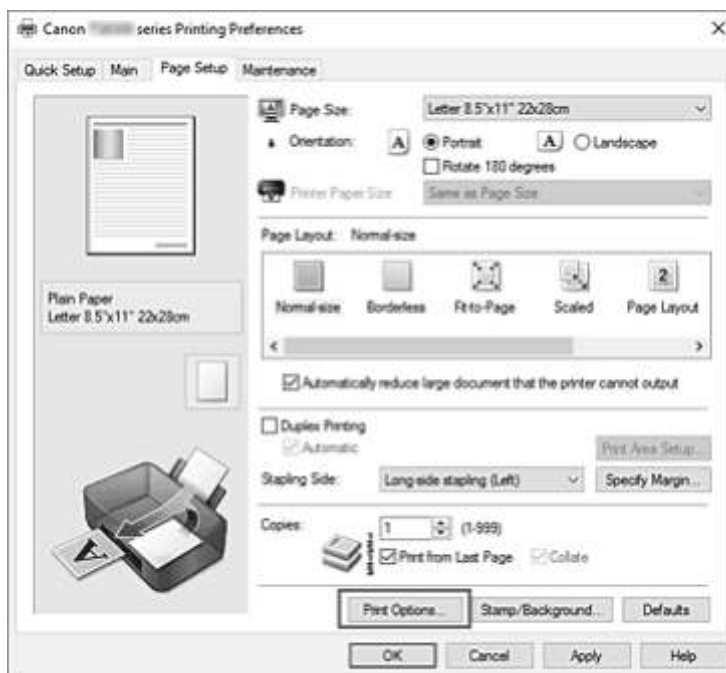 Canon series Printing Preferences
Quick Setup Main Page Setup Maintenance
Page Size: Letter 8.5"x11" 22x28cm
Orientation: A Portrait A Landscape
Rotate 180 degrees
Printer Paper Size Same as Page Size
Page Layout: Normal-size
2
Normal-size Borderless Fit-to-Page Scaled Page Layout
Plain Paper
Letter 8.5"x11" 22x28cm
Automatically reduce large document that the printer cannot output
Duplex Printing
Automatic Print Area Setup...
Stapling Side: Long-side stapling (Left) Specify Margin...
Copies: 1 (1-999)
Print from Last Page Collate
A
Print Options... Stamp/Background... Defaults
OK Cancel Apply Help